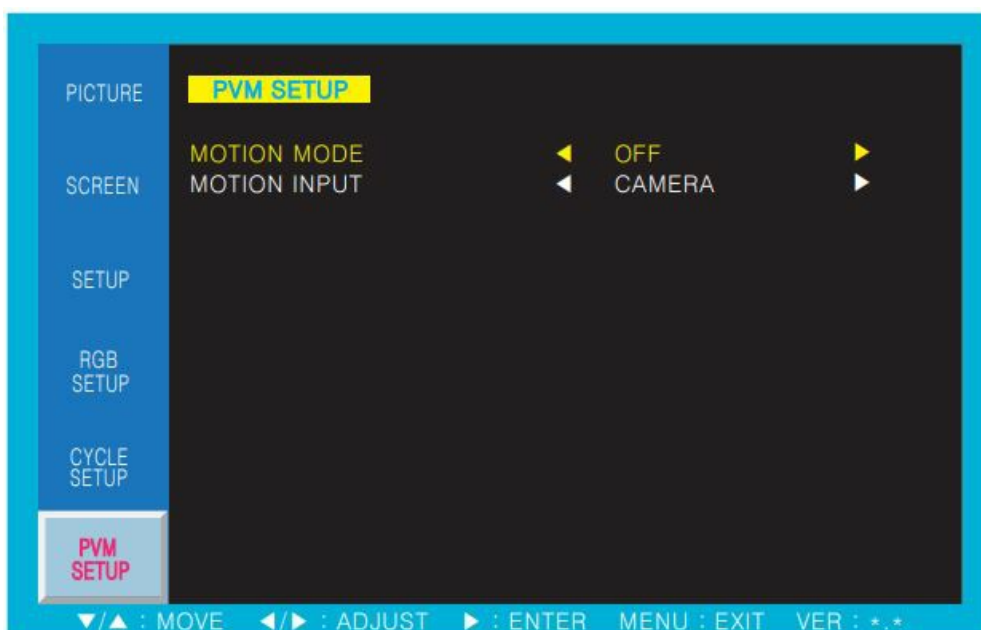 PICTURE
SCREEN
SETUP
RGB
SETUP
CYCLE
SETUP
PVM
SETUP
PVM SETUP
MOTION MODE ◀ OFF ▶
MOTION INPUT ◀ CAMERA ▶
▼/▲ : MOVE ◀/▶ : ADJUST ▶ : ENTER MENU : EXIT VER : *.*